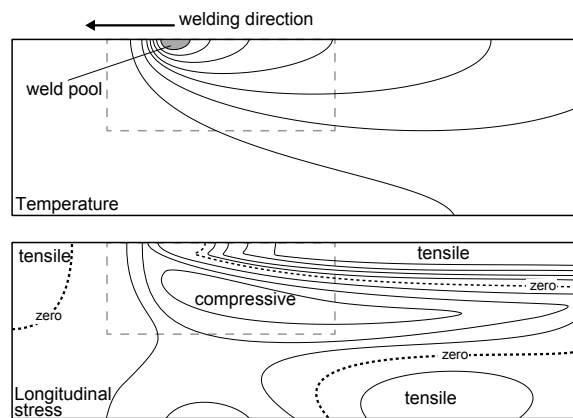 welding direction
weld pool
Temperature
tensile
tensile
zero
compressive
zero
zero
Longitudinal
stress
tensile